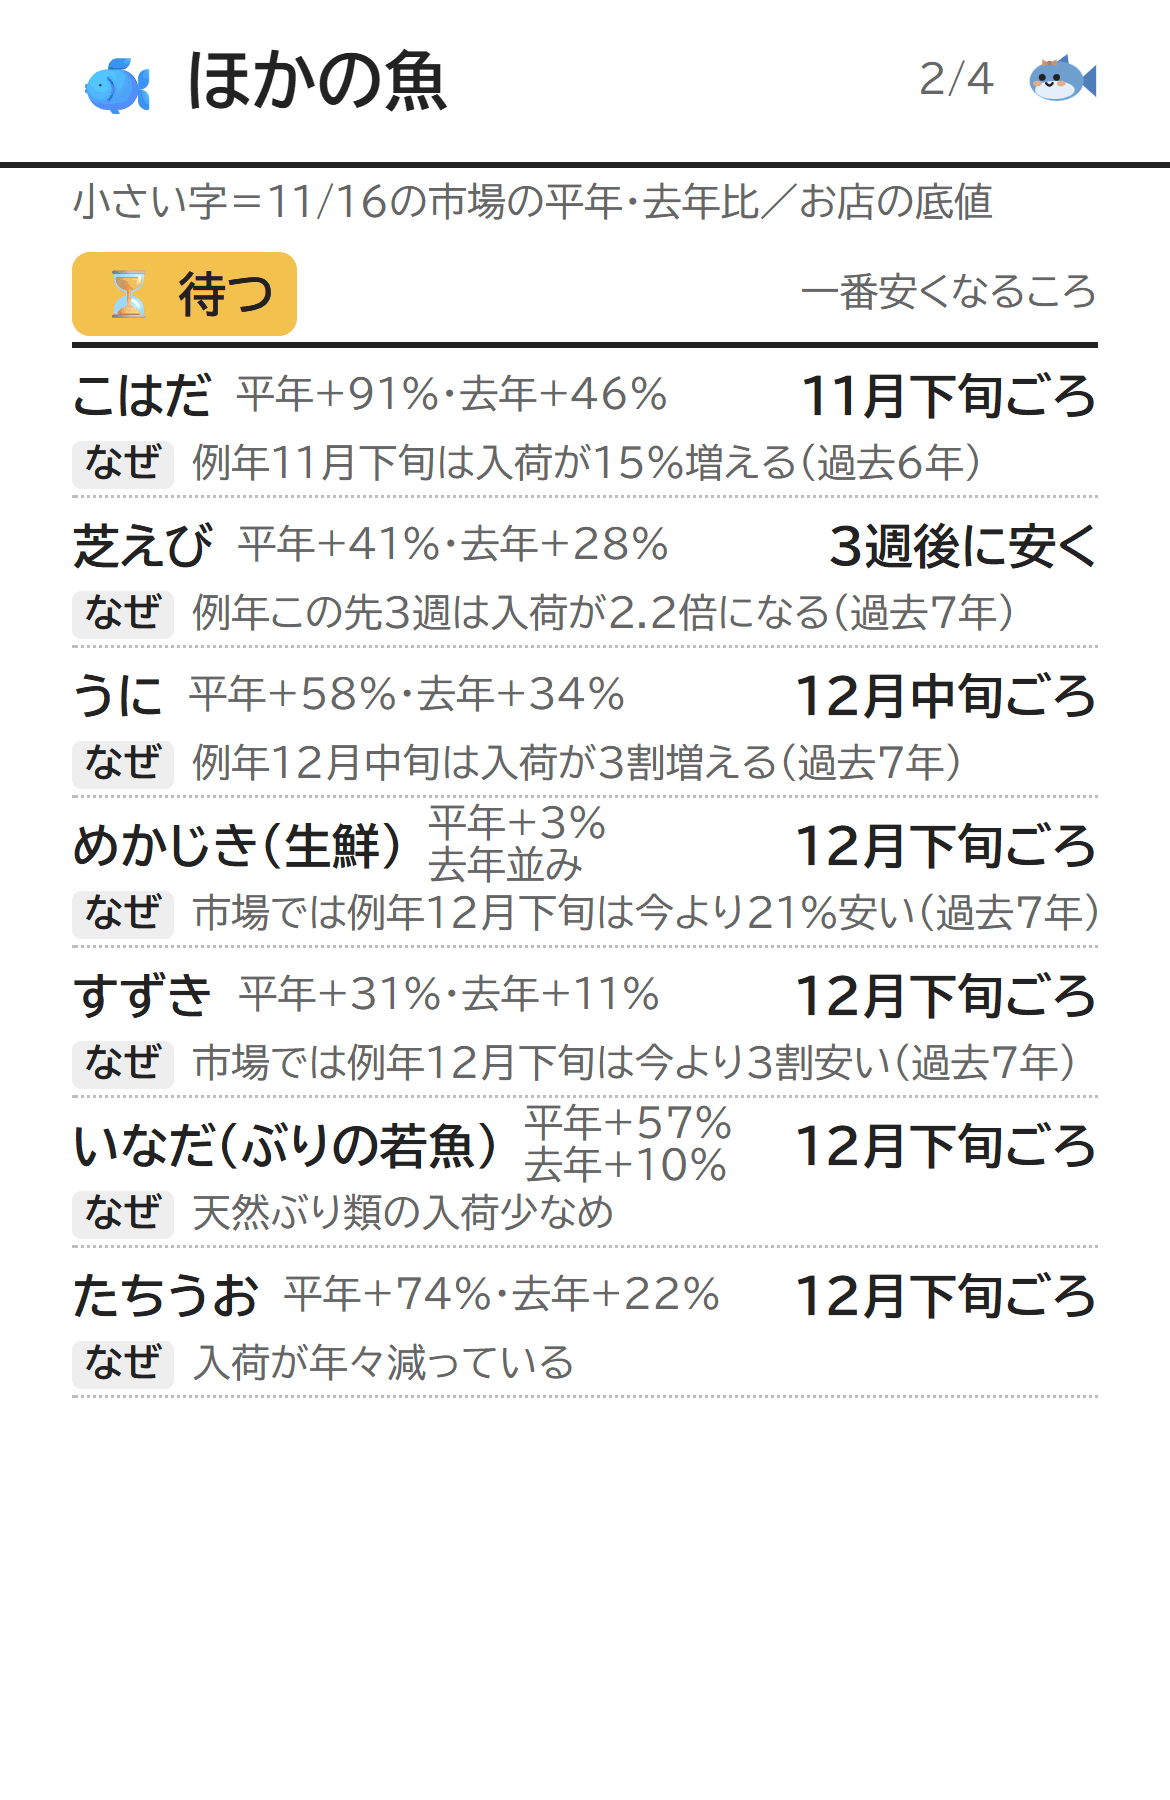 ほかの魚
2/4
小さい字＝11/16の市場の平年・去年比／お店の底値
待つ
一番安くなるころ
こはだ 平年+91%・去年+46% 11月下旬ごろ
なぜ 例年11月下旬は入荷が15%増える（過去6年）
芝えび 平年+41%・去年+28% 3週後に安く
なぜ 例年この先3週は入荷が2.2倍になる（過去7年）
うに 平年+58%・去年+34% 12月中旬ごろ
なぜ 例年12月中旬は入荷が3割増える（過去7年）
めかじき（生鮮） 平年+3% 去年並み 12月下旬ごろ
なぜ 市場では例年12月下旬は今より21%安い（過去7年）
すずき 平年+31%・去年+11% 12月下旬ごろ
なぜ 市場では例年12月下旬は今より3割安い（過去7年）
いなだ（ぶりの若魚） 平年+57% 去年+10% 12月下旬ごろ
なぜ 天然ぶり類の入荷少なめ
たちうお 平年+74%・去年+22% 12月下旬ごろ
なぜ 入荷が年々減っている